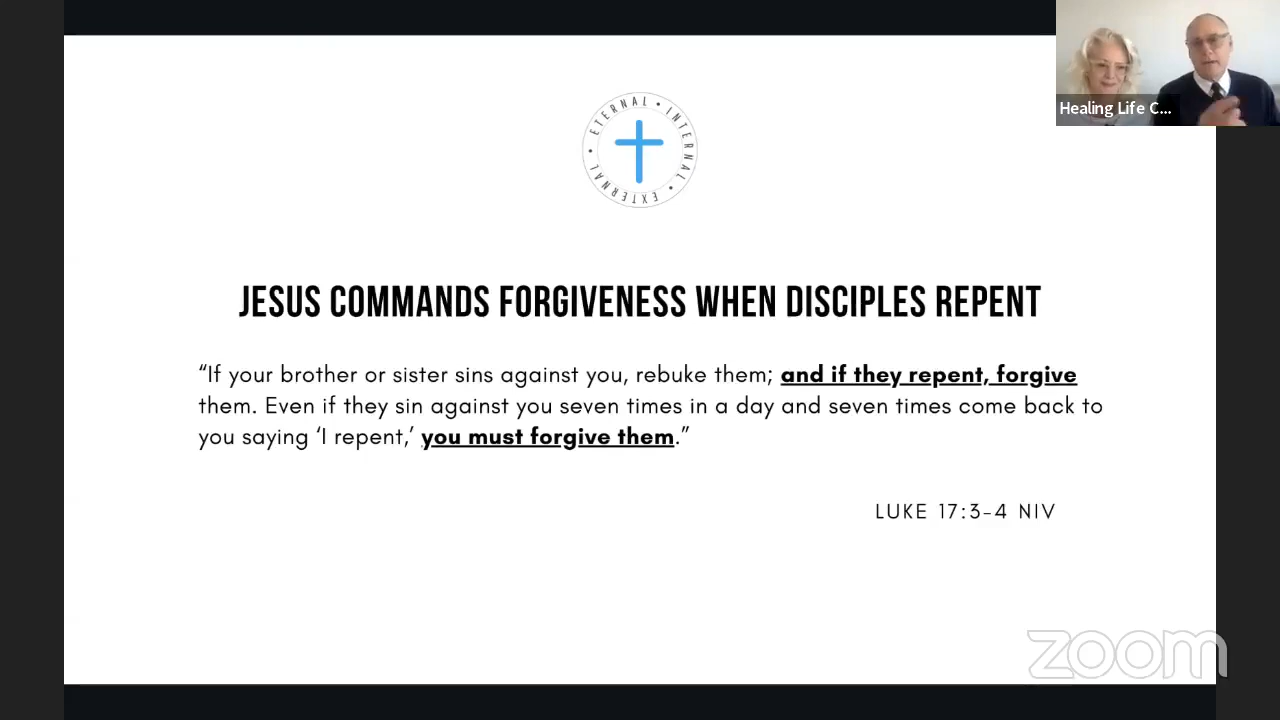 Healing Life C...
ETERNAL • INTERNAL • EXTERNAL •
JESUS COMMANDS FORGIVENESS WHEN DISCIPLES REPENT
“If your brother or sister sins against you, rebuke them; and if they repent, forgive
them. Even if they sin against you seven times in a day and seven times come back to
you saying ‘I repent,’ you must forgive them.”
LUKE 17:3-4 NIV
zoom